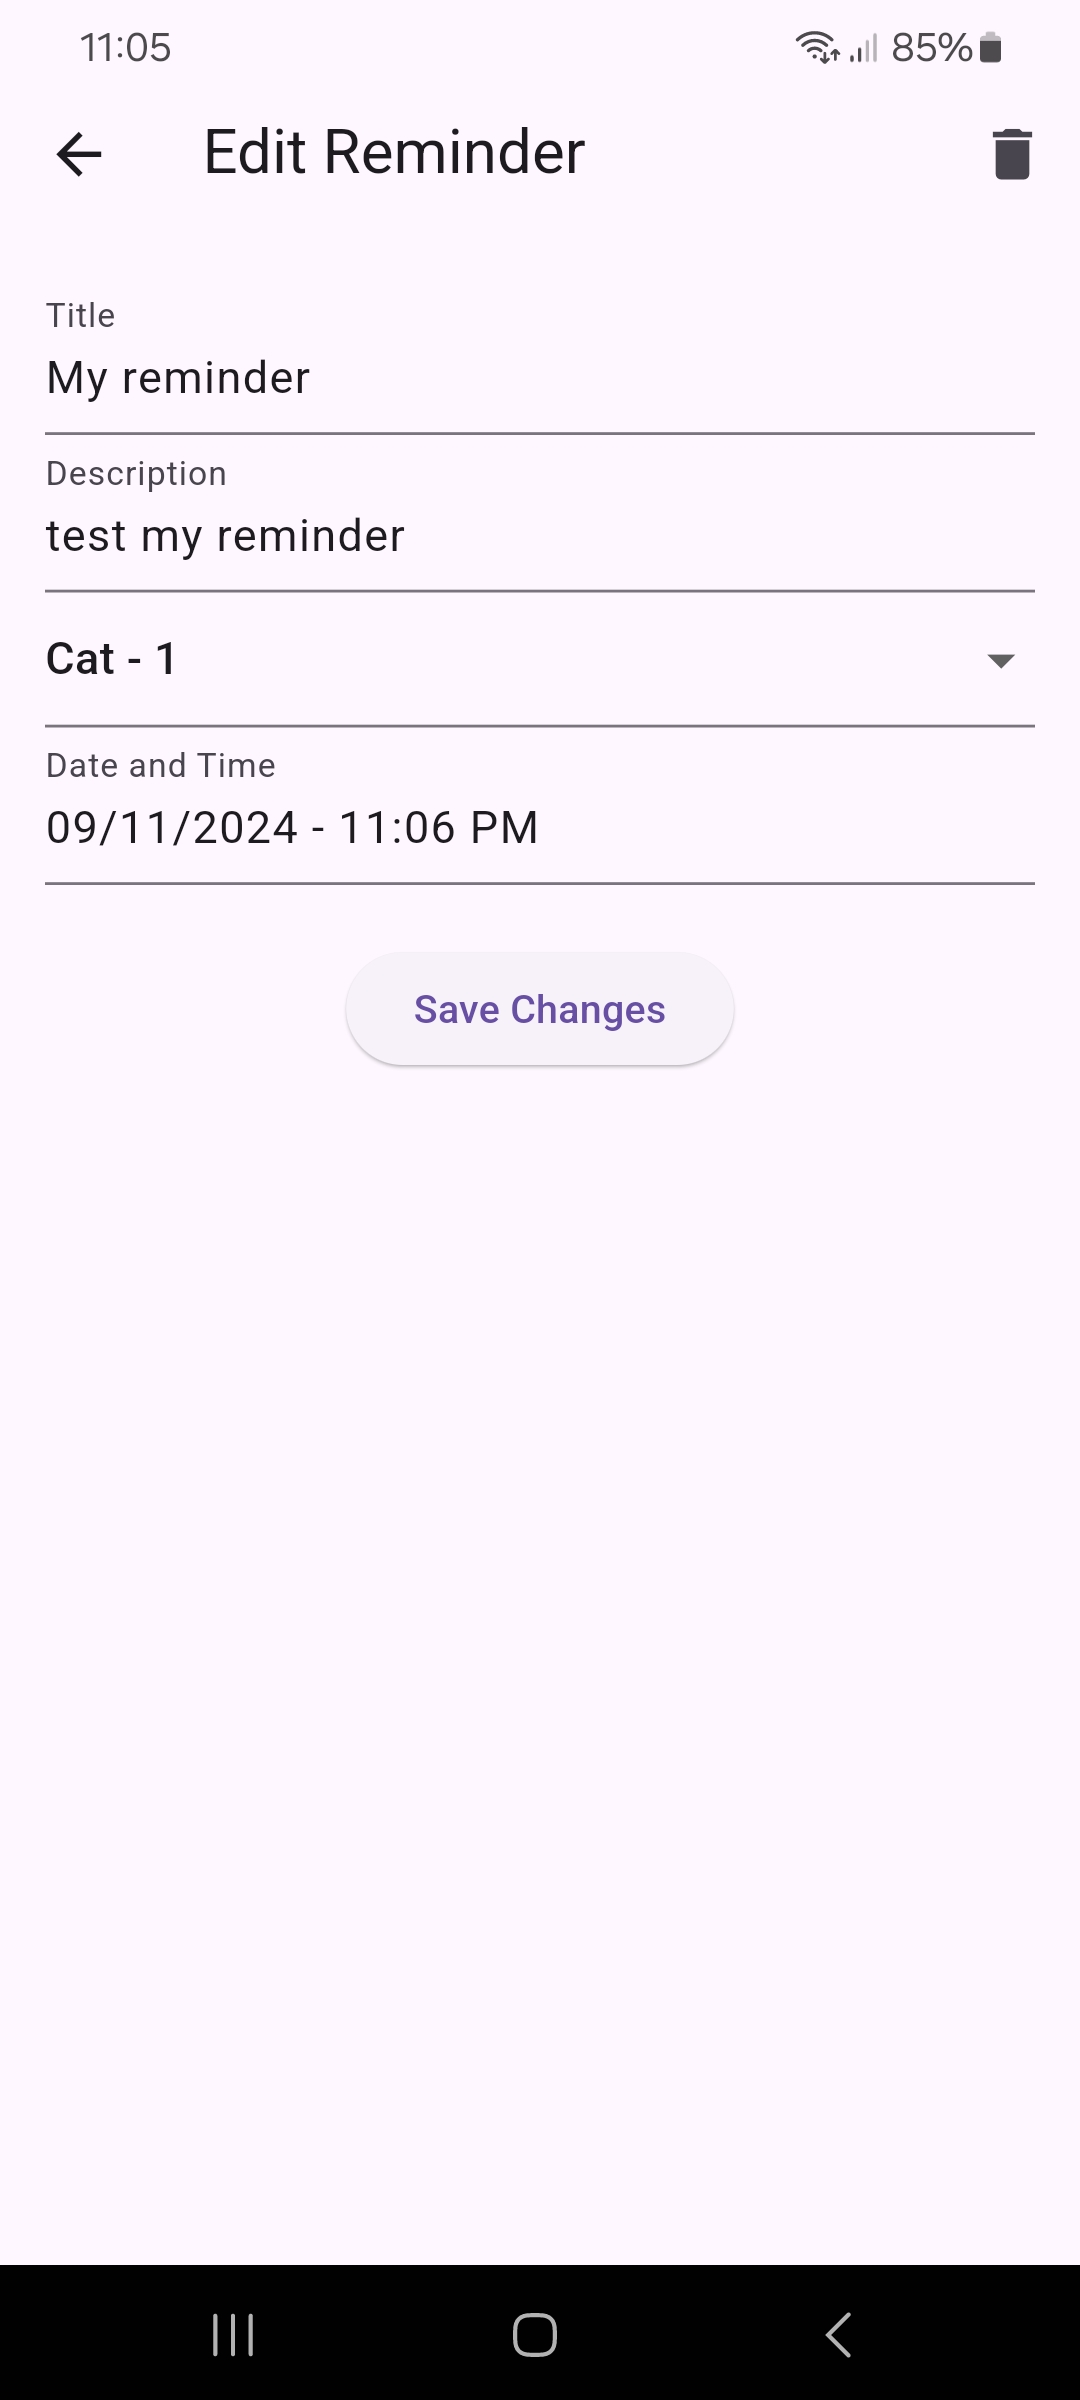 11:05
85%
Edit Reminder
Title
My reminder
Description
test my reminder
Cat - 1
Date and Time
09/11/2024 - 11:06 PM
Save Changes